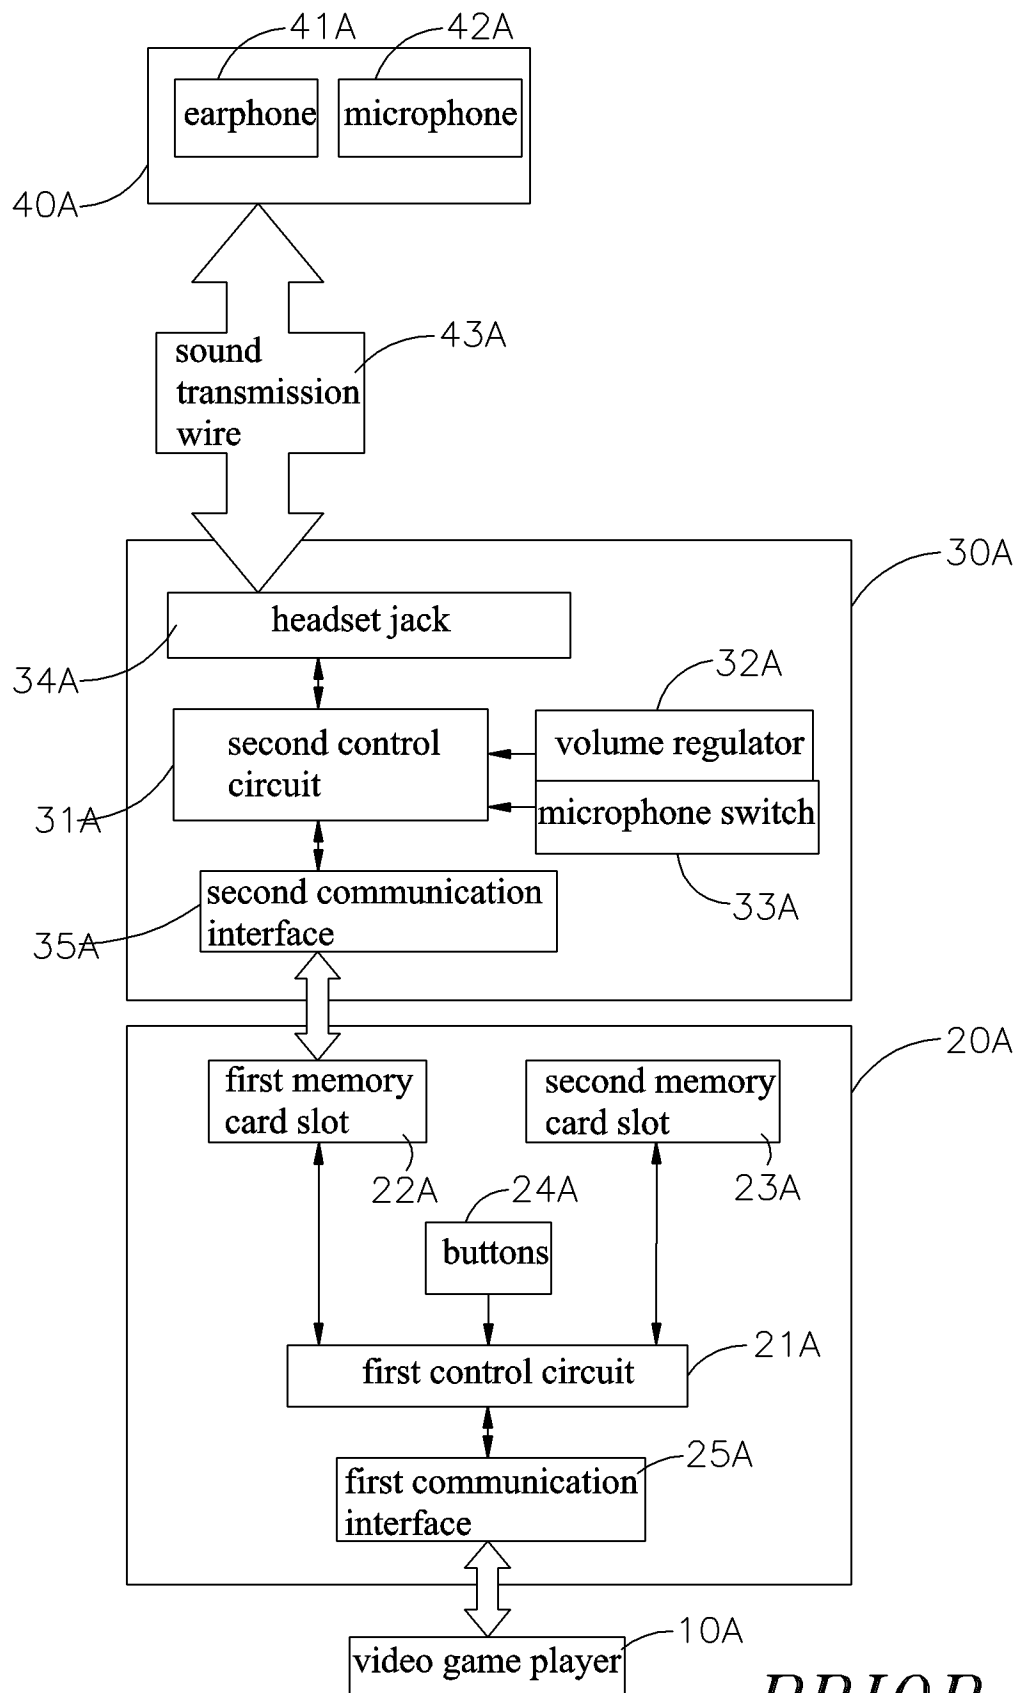 41A
42A
earphone
microphone
40A
43A
sound
transmission
wire
30A
headset jack
34A
32A
second control
circuit
volume regulator
31A
microphone switch
33A
second communication
interface
35A
20A
first memory
card slot
second memory
card slot
22A
23A
24A
buttons
21A
first control circuit
25A
first communication
interface
10A
video game player
PRIOR